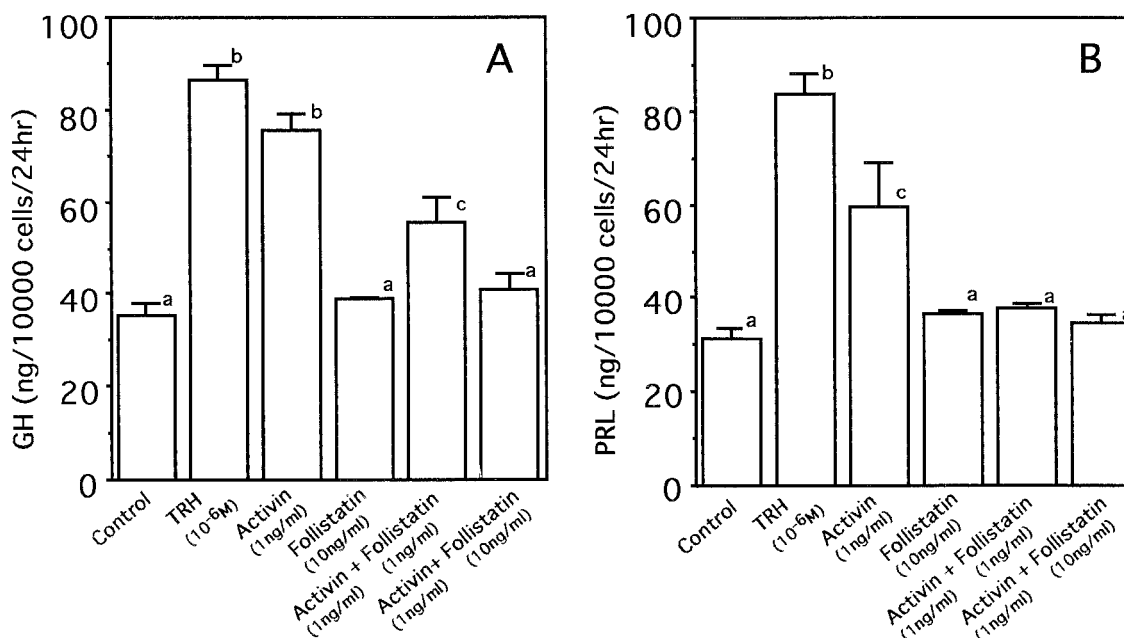 A
GH (ng/10000 cells/24hr)
100
80
60
40
20
0
a
b
b
a
c
a
Control
TRH
(10-6M)
Activin
(1ng/ml)
Follistatin
(10ng/ml)
Activin + Follistatin
(1ng/ml) (1ng/ml)
Activin+ Follistatin
(1ng/ml) (10ng/ml)
B
PRL (ng/10000 cells/24hr)
100
80
60
40
20
0
a
b
c
a
a
a
Control
TRH
(10-6M)
Activin
(1ng/ml)
Follistatin
(10ng/ml)
Activin + Follistatin
(1ng/ml) (1ng/ml)
Activin + Follistatin
(1ng/ml) (10ng/ml)